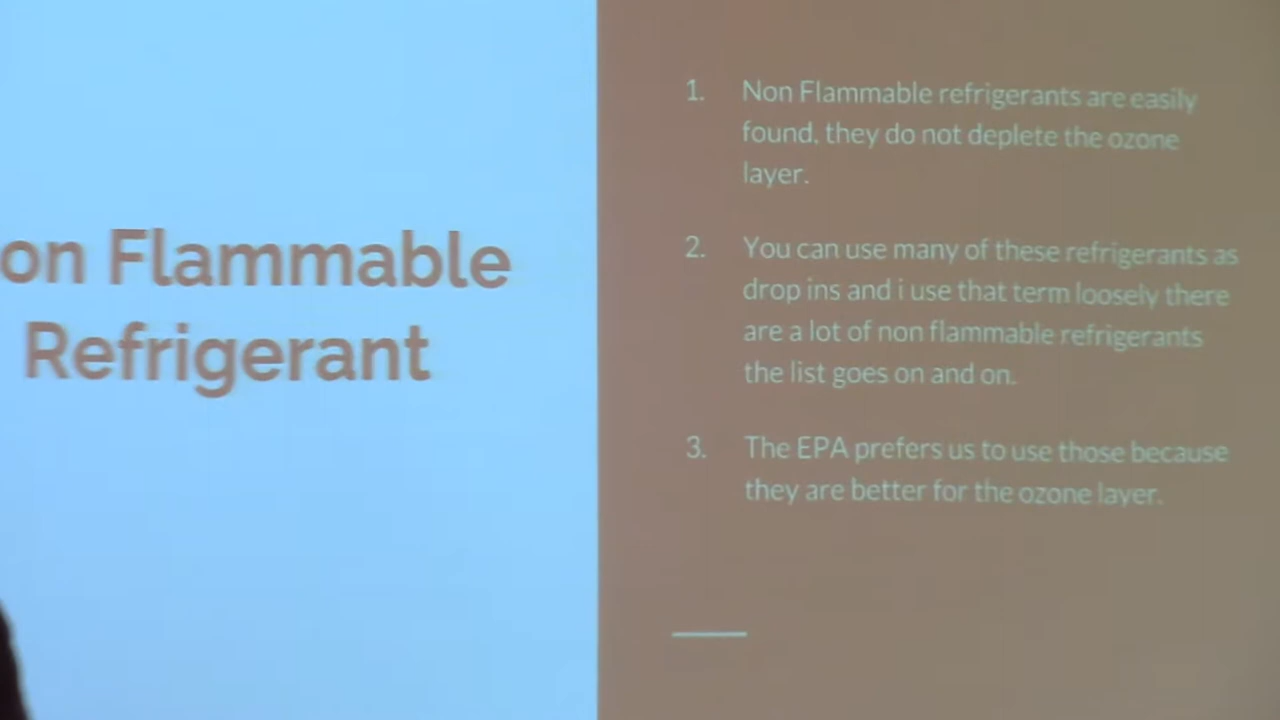 on Flammable
Refrigerant
1. Non Flammable refrigerants are easily
found, they do not deplete the ozone
layer.
2. You can use many of these refrigerants as
drop ins and i use that term loosely there
are a lot of non flammable refrigerants
the list goes on and on.
3. The EPA prefers us to use those because
they are better for the ozone layer.